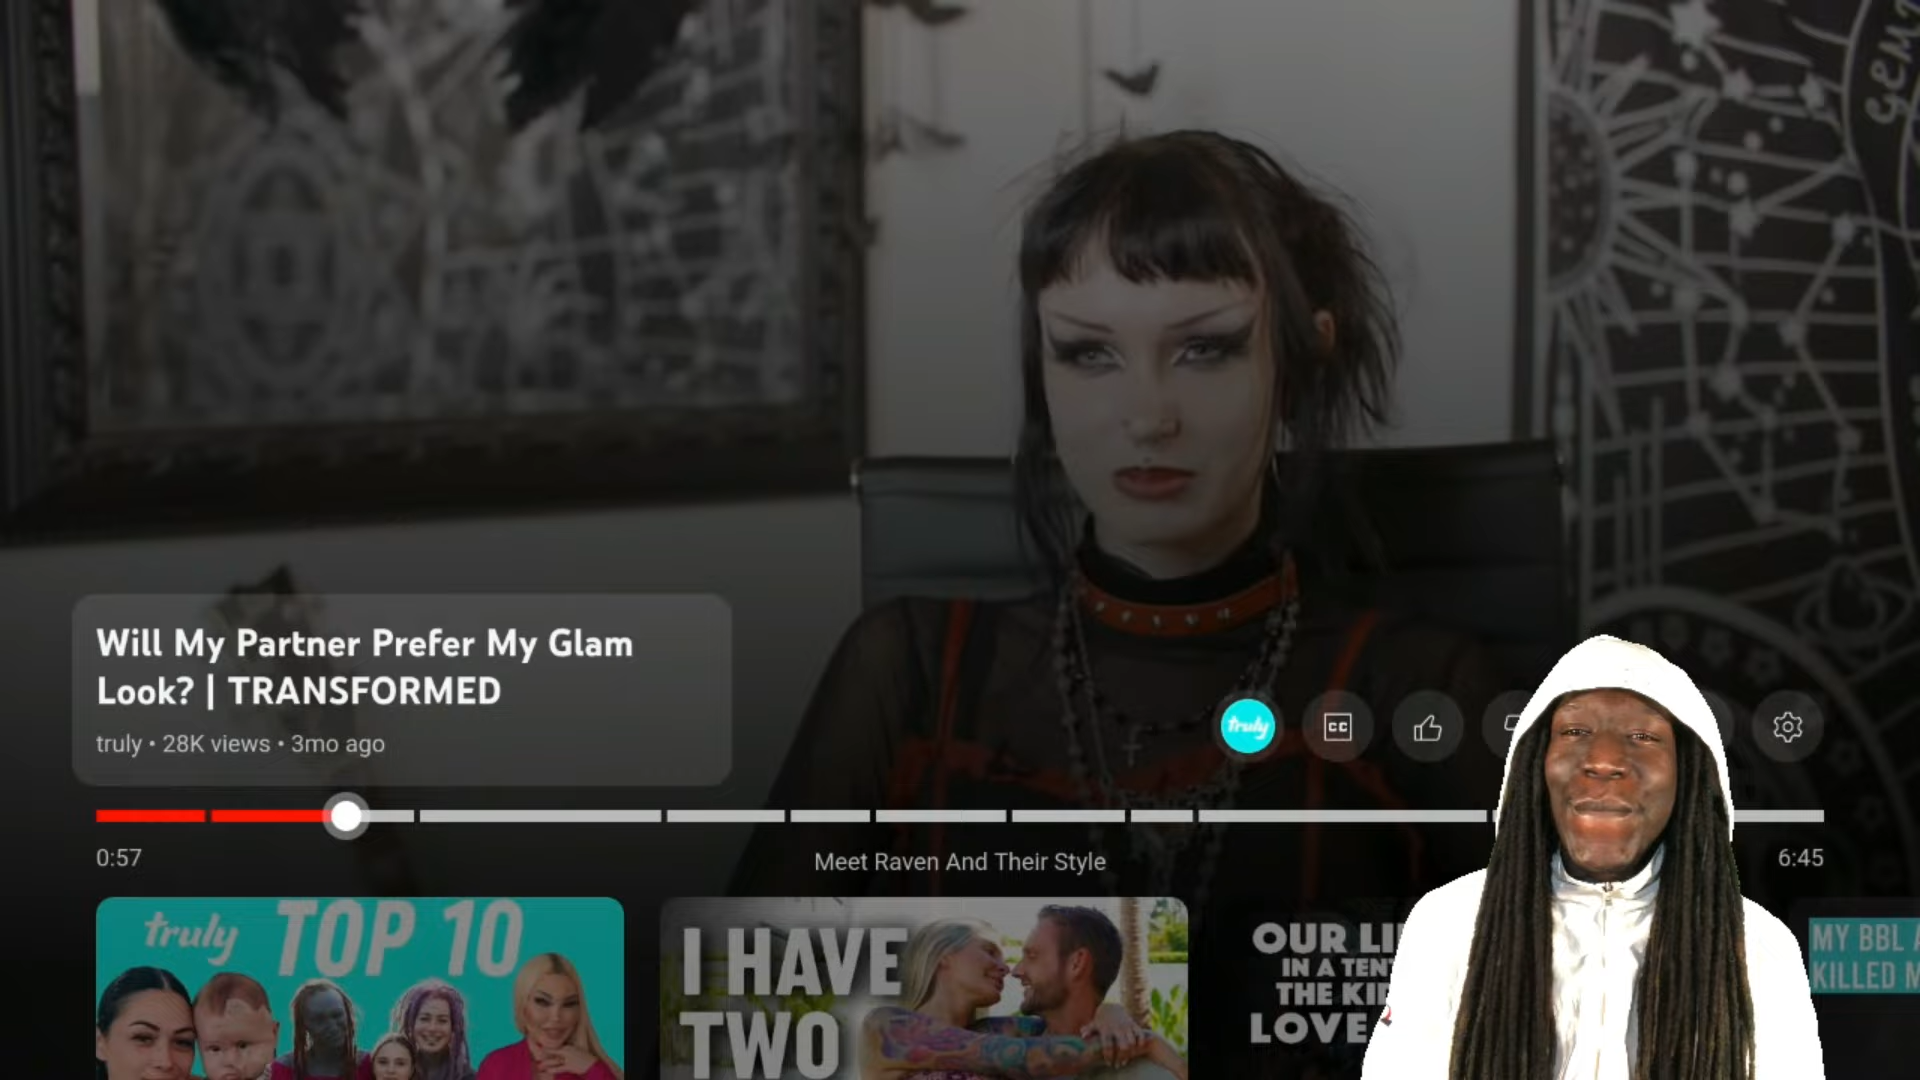 GEMI
Will My Partner Prefer My Glam
Look? | TRANSFORMED
truly • 28K views • 3mo ago
truly
CC
0:57
Meet Raven And Their Style
6:45
truly TOP 10
I HAVE
TWO
OUR LI
IN A TEN
THE KI
LOVE
MY BBL
KILLED M